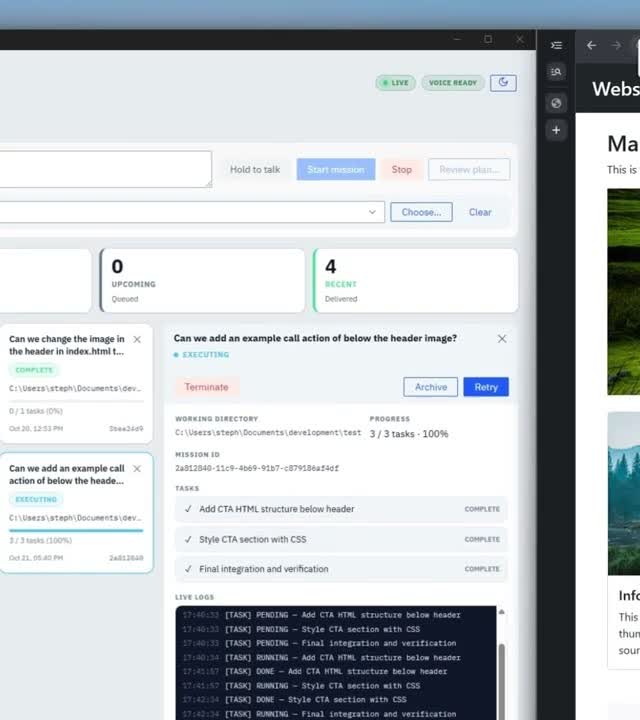 LIVE
VOICE READY
Hold to talk
Start mission
Stop
Review plan...
Choose...
Clear
0
UPCOMING
Queued
4
RECENT
Delivered
Can we change the image in
the header in index.html t...
COMPLETE
C:\Users\steph\Documents\dev...
0 / 1 tasks (0%)
Oct 20, 12:53 PM
5bee24d9
Can we add an example call
action of below the heade...
EXECUTING
C:\Users\steph\Documents\dev...
3 / 3 tasks (100%)
Oct 21, 05:40 PM
2a812840
Can we add an example call action of below the header image?
EXECUTING
Terminate
Archive
Retry
WORKING DIRECTORY
C:\Users\steph\Documents\development\test
PROGRESS
3 / 3 tasks · 100%
MISSION ID
2a812840-11c9-4b69-91b7-c879186af4df
TASKS
✓ Add CTA HTML structure below header COMPLETE
✓ Style CTA section with CSS COMPLETE
✓ Final integration and verification COMPLETE
LIVE LOGS
17:40:33 [TASK] PENDING — Add CTA HTML structure below header
17:40:33 [TASK] PENDING — Style CTA section with CSS
17:40:33 [TASK] PENDING — Final integration and verification
17:40:34 [TASK] RUNNING — Add CTA HTML structure below header
17:41:57 [TASK] DONE — Add CTA HTML structure below header
17:41:57 [TASK] RUNNING — Style CTA section with CSS
17:42:34 [TASK] DONE — Style CTA section with CSS
17:42:34 [TASK] RUNNING — Final integration and verification
Webs
Ma
This is
Info
This
thun
sour